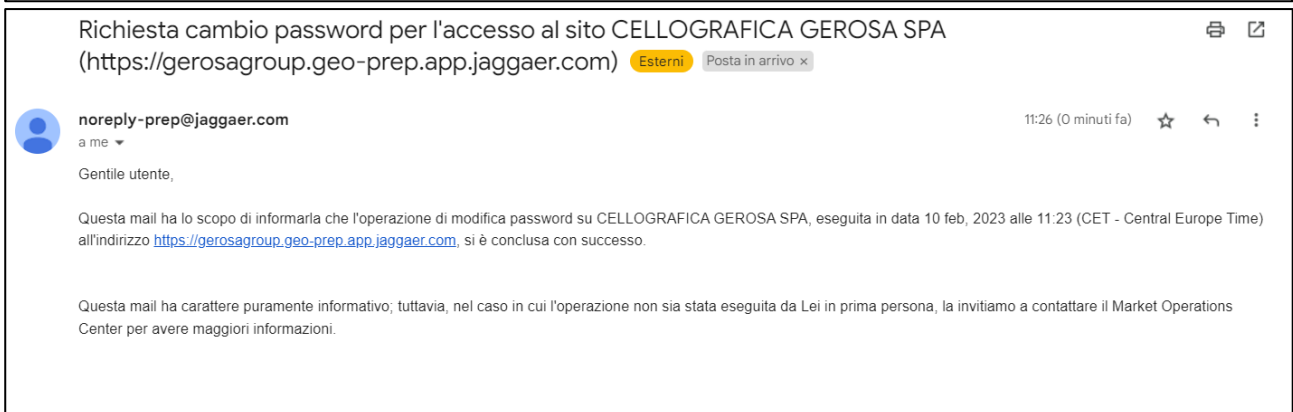 Richiesta cambio password per l'accesso al sito CELLOGRAFICA GEROSA SPA
(https://gerosagroup.geo-prep.app.jaggaer.com) Esterni Posta in arrivo ×
noreply-prep@jaggaer.com 11:26 (0 minuti fa)
a me
Gentile utente,
Questa mail ha lo scopo di informarla che l'operazione di modifica password su CELLOGRAFICA GEROSA SPA, eseguita in data 10 feb, 2023 alle 11:23 (CET - Central Europe Time)
all'indirizzo https://gerosagroup.geo-prep.app.jaggaer.com, si è conclusa con successo.
Questa mail ha carattere puramente informativo; tuttavia, nel caso in cui l'operazione non sia stata eseguita da Lei in prima persona, la invitiamo a contattare il Market Operations
Center per avere maggiori informazioni.